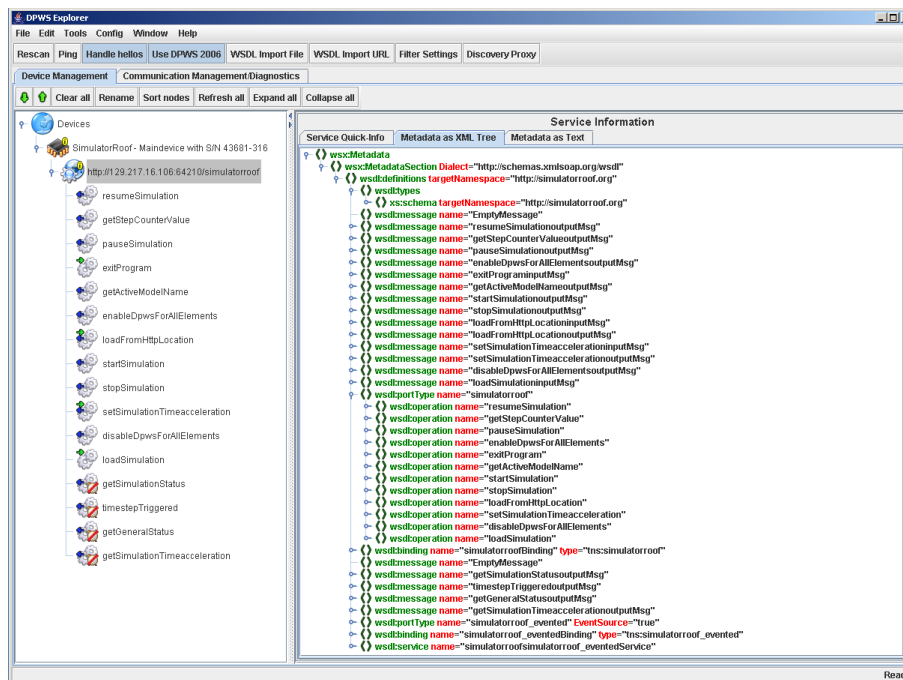 DPWS Explorer
File Edit Tools Config Window Help
Rescan Ping Handle hellos Use DPWS 2006 WSDL Import File WSDL Import URL Filter Settings Discovery Proxy
Device Management Communication Management/Diagnostics
Clear all Rename Sort nodes Refresh all Expand all Collapse all
Devices
SimulatorRoof - Maindevice with S/N 43681-316
http://129.217.16.106:64210/simulatorroof
resumeSimulation
getStepCounterValue
pauseSimulation
exitProgram
getActiveModelName
enableDpwsForAllElements
loadFromHttpLocation
startSimulation
stopSimulation
setSimulationTimeacceleration
disableDpwsForAllElements
loadSimulation
getSimulationStatus
timestepTriggered
getGeneralStatus
getSimulationTimeacceleration
Service Information
Service Quick-Info Metadata as XML Tree Metadata as Text
wsx:Metadata
wsx:MetadataSection Dialect="http://schemas.xmlsoap.org/wsdl"
wsdl:definitions targetNamespace="http://simulatorroof.org"
wsdl:types
xs:schema targetNamespace="http://simulatorroof.org"
wsdl:message name="EmptyMessage"
wsdl:message name="resumeSimulationoutputMsg"
wsdl:message name="getStepCounterValueoutputMsg"
wsdl:message name="pauseSimulationoutputMsg"
wsdl:message name="enableDpwsForAllElementsoutputMsg"
wsdl:message name="exitPrograminputMsg"
wsdl:message name="getActiveModelNameoutputMsg"
wsdl:message name="startSimulationoutputMsg"
wsdl:message name="stopSimulationoutputMsg"
wsdl:message name="loadFromHttpLocationinputMsg"
wsdl:message name="loadFromHttpLocationoutputMsg"
wsdl:message name="setSimulationTimeaccelerationinputMsg"
wsdl:message name="setSimulationTimeaccelerationoutputMsg"
wsdl:message name="disableDpwsForAllElementsoutputMsg"
wsdl:message name="loadSimulationinputMsg"
wsdl:portType name="simulatorroof"
wsdl:operation name="resumeSimulation"
wsdl:operation name="getStepCounterValue"
wsdl:operation name="pauseSimulation"
wsdl:operation name="enableDpwsForAllElements"
wsdl:operation name="exitProgram"
wsdl:operation name="getActiveModelName"
wsdl:operation name="startSimulation"
wsdl:operation name="stopSimulation"
wsdl:operation name="loadFromHttpLocation"
wsdl:operation name="setSimulationTimeacceleration"
wsdl:operation name="disableDpwsForAllElements"
wsdl:operation name="loadSimulation"
wsdl:binding name="simulatorroofBinding" type="tns:simulatorroof"
wsdl:message name="EmptyMessage"
wsdl:message name="getSimulationStatusoutputMsg"
wsdl:message name="timestepTriggeredoutputMsg"
wsdl:message name="getGeneralStatusoutputMsg"
wsdl:message name="getSimulationTimeaccelerationoutputMsg"
wsdl:portType name="simulatorroof_evented" EventSource="true"
wsdl:binding name="simulatorroof_eventedBinding" type="tns:simulatorroof_evented"
wsdl:service name="simulatorroofsimulatorroof_eventedService"